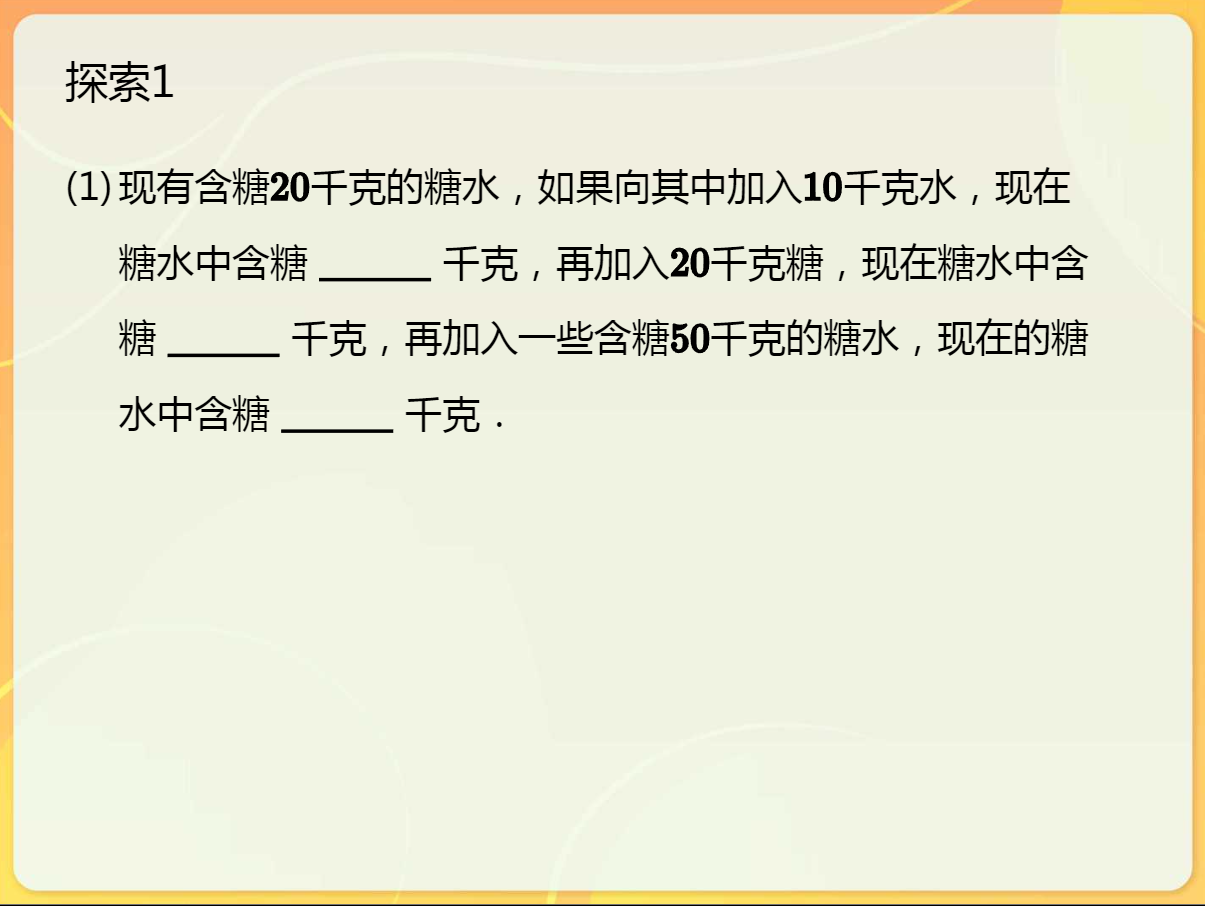 探索1
(1)现有含糖20千克的糖水，如果向其中加入10千克水，现在
糖水中含糖 ______ 千克，再加入20千克糖，现在糖水中含
糖 ______ 千克，再加入一些含糖50千克的糖水，现在的糖
水中含糖 ______ 千克．